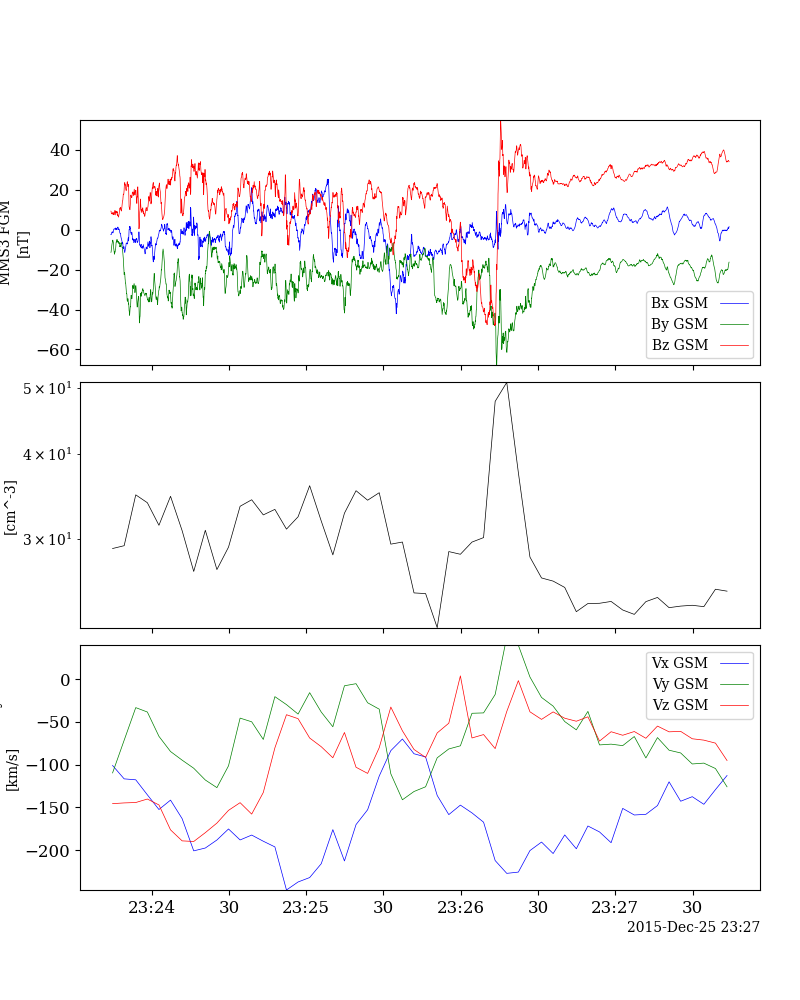 40
20
0
−20
−40
−60
MMS3 FGM
[nT]
Bx GSM
By GSM
Bz GSM
5 × 10¹
4 × 10¹
3 × 10¹
[cm^-3]
0
−50
−100
−150
−200
[km/s]
Vx GSM
Vy GSM
Vz GSM
23:24 30 23:25 30 23:26 30 23:27 30
2015-Dec-25 23:27